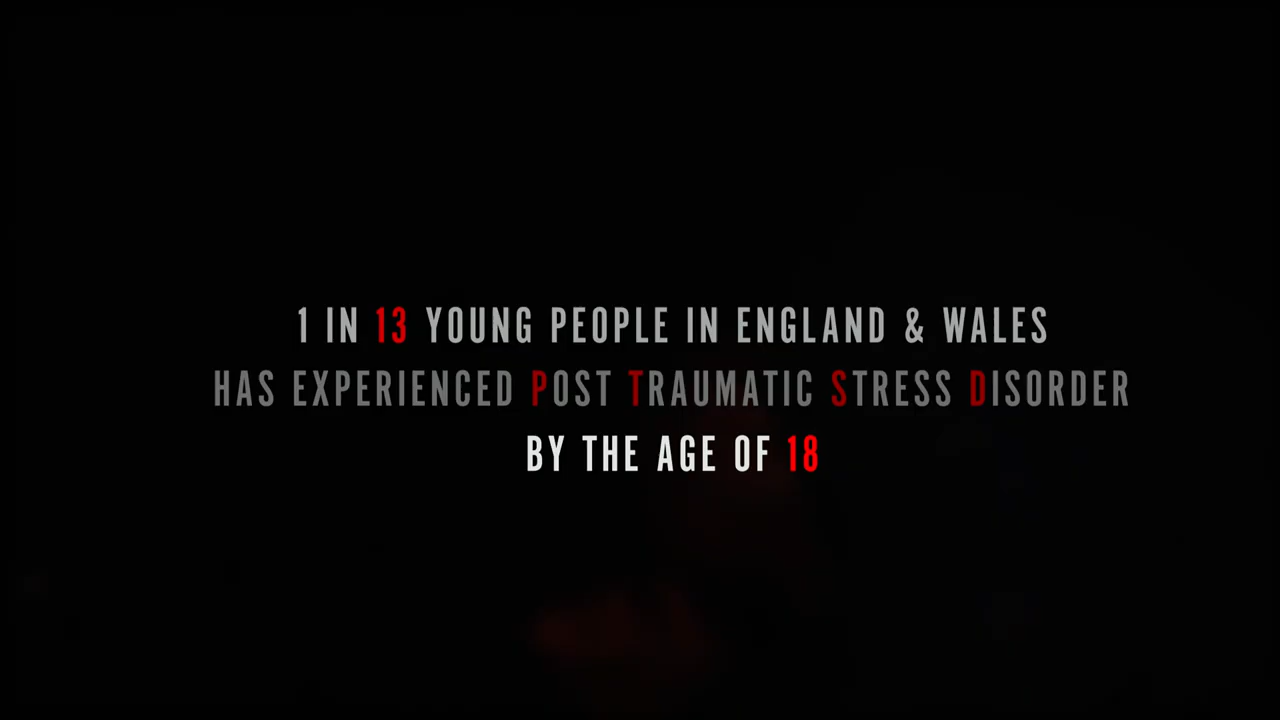 1 IN 13 YOUNG PEOPLE IN ENGLAND & WALES
HAS EXPERIENCED POST TRAUMATIC STRESS DISORDER
BY THE AGE OF 18